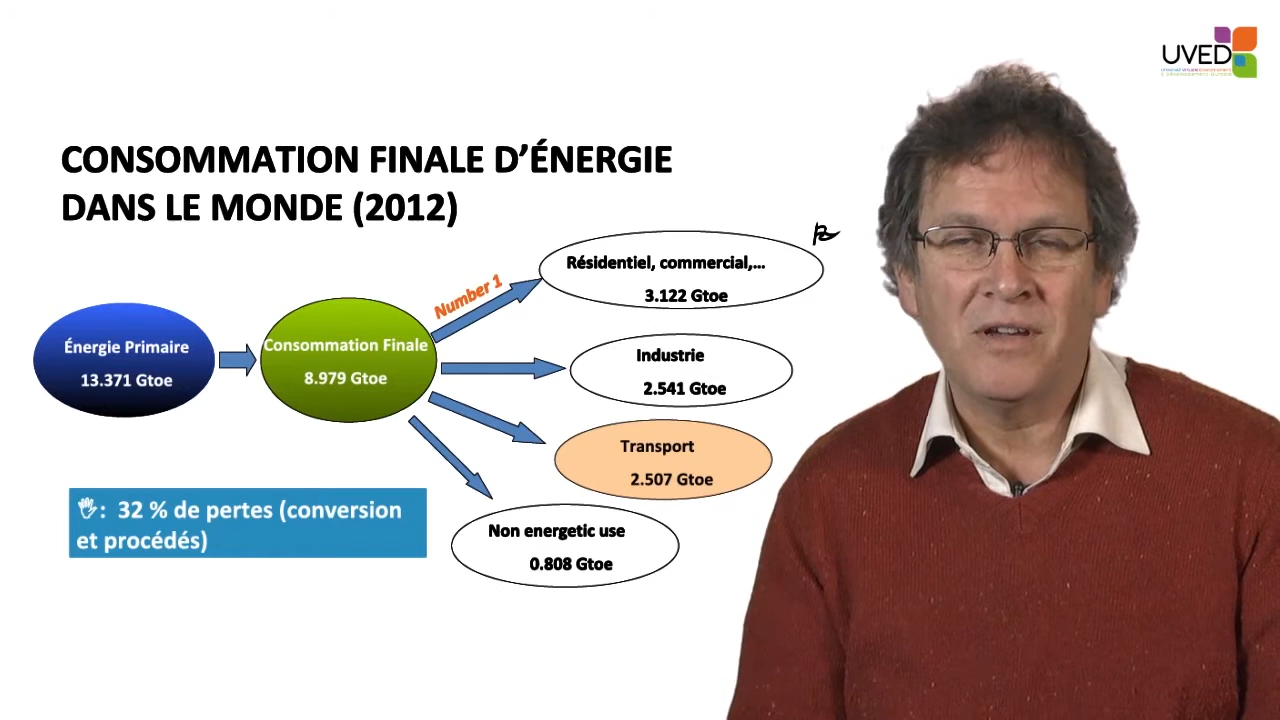 UVED
CONSOMMATION FINALE D’ÉNERGIE
DANS LE MONDE (2012)
Number 1
Résidentiel, commercial,...
3.122 Gtoe
Énergie Primaire
13.371 Gtoe
Consommation Finale
8.979 Gtoe
Industrie
2.541 Gtoe
Transport
2.507 Gtoe
: 32 % de pertes (conversion
et procédés)
Non energetic use
0.808 Gtoe